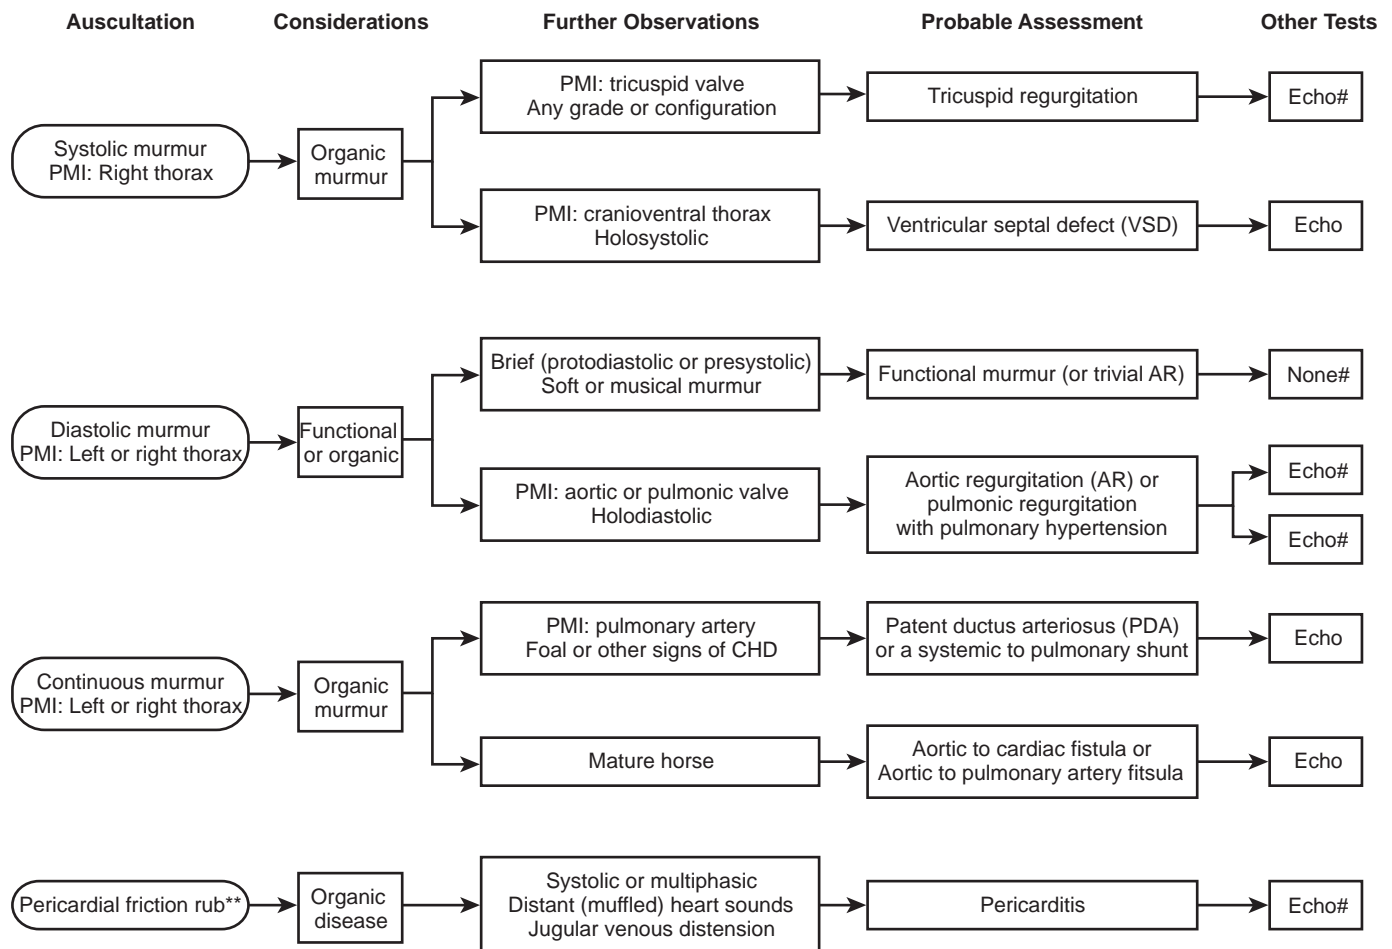 Auscultation Considerations Further Observations Probable Assessment Other Tests
Systolic murmur
PMI: Right thorax
Organic
murmur
PMI: tricuspid valve
Any grade or configuration
Tricuspid regurgitation
Echo#
PMI: cranioventral thorax
Holosystolic
Ventricular septal defect (VSD)
Echo
Diastolic murmur
PMI: Left or right thorax
Functional
or organic
Brief (protodiastolic or presystolic)
Soft or musical murmur
Functional murmur (or trivial AR)
None#
PMI: aortic or pulmonic valve
Holodiastolic
Aortic regurgitation (AR) or
pulmonic regurgitation
with pulmonary hypertension
Echo#
Echo#
Continuous murmur
PMI: Left or right thorax
Organic
murmur
PMI: pulmonary artery
Foal or other signs of CHD
Patent ductus arteriosus (PDA)
or a systemic to pulmonary shunt
Echo
Mature horse
Aortic to cardiac fistula or
Aortic to pulmonary artery fitsula
Echo
Pericardial friction rub**
Organic
disease
Systolic or multiphasic
Distant (muffled) heart sounds
Jugular venous distension
Pericarditis
Echo#